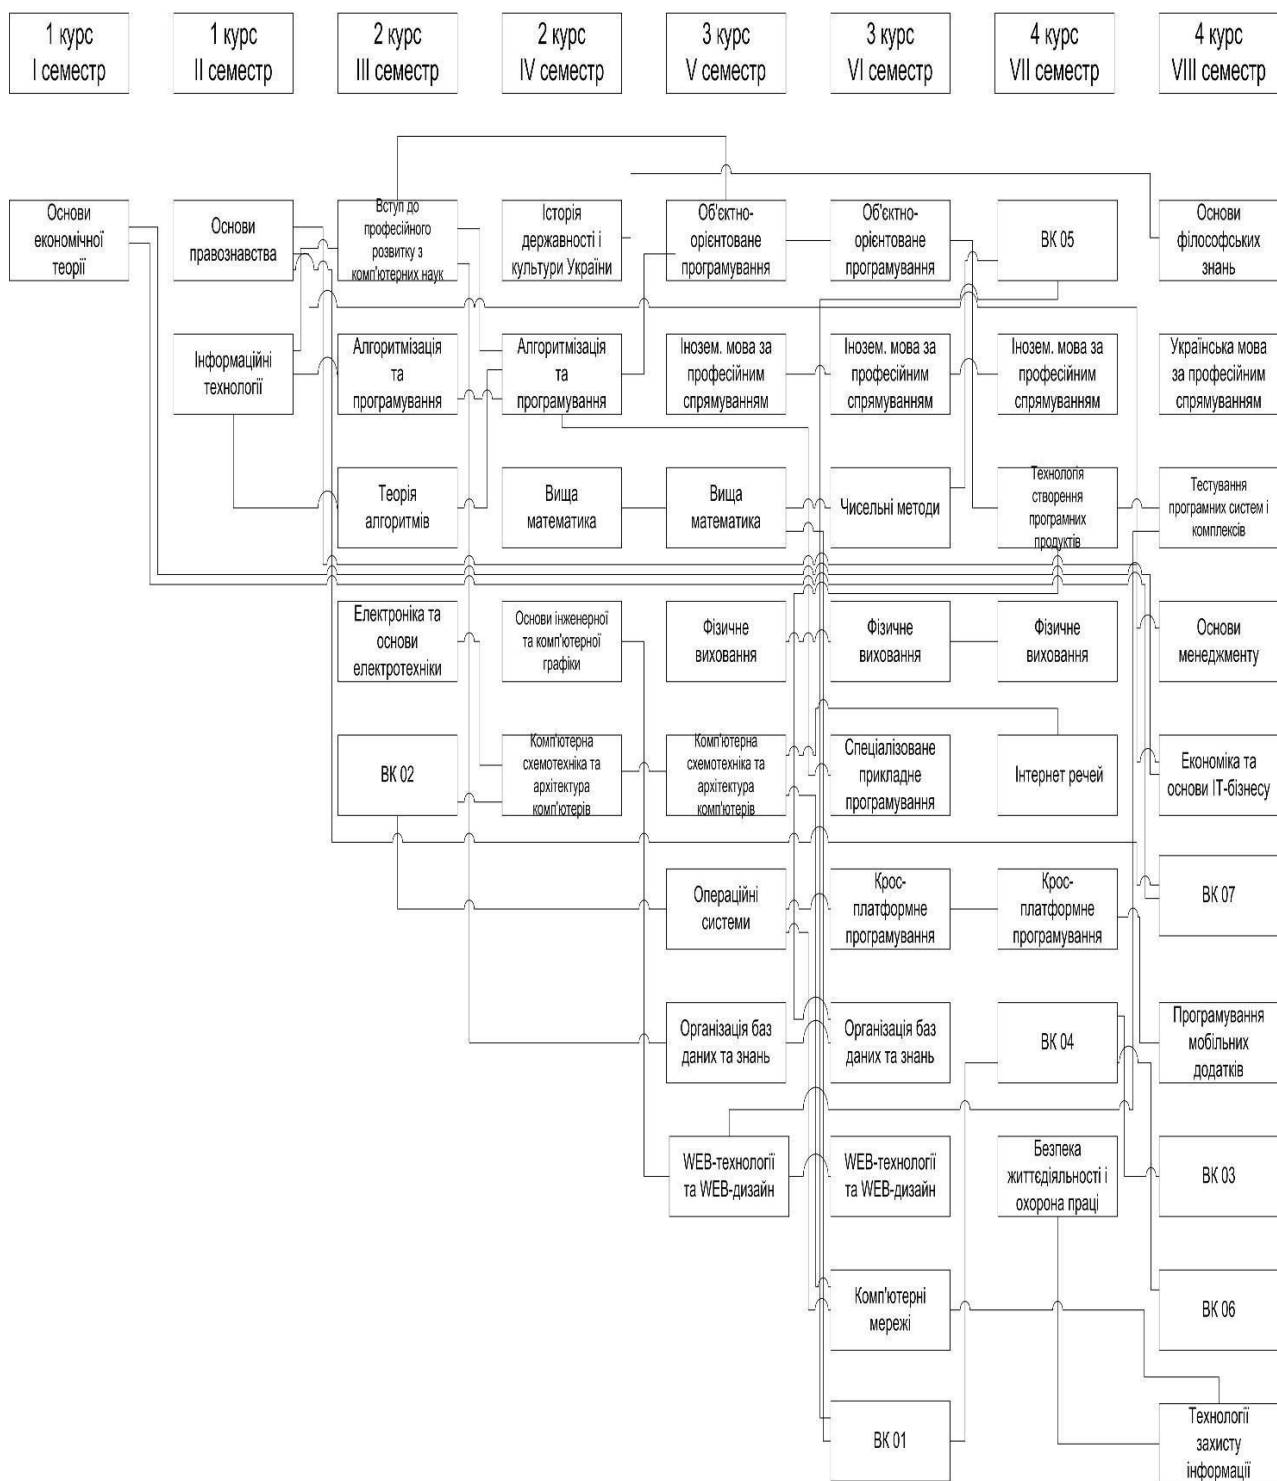 1 курс
I семестр
1 курс
II семестр
2 курс
III семестр
2 курс
IV семестр
3 курс
V семестр
3 курс
VI семестр
4 курс
VII семестр
4 курс
VIII семестр
Основи
економічної
теорії
Основи
правознавства
Вступ до
професійного
розвитку з
комп'ютерних наук
Історія
державності і
культури України
Об'єктно-
орієнтоване
програмування
Об'єктно-
орієнтоване
програмування
ВК 05
Основи
філософських
знань
Інформаційні
технології
Алгоритмізація
та
програмування
Алгоритмізація
та
програмування
Інозем. мова за
професійним
спрямуванням
Інозем. мова за
професійним
спрямуванням
Інозем. мова за
професійним
спрямуванням
Українська мова
за професійним
спрямуванням
Теорія
алгоритмів
Вища
математика
Вища
математика
Чисельні методи
Технологія
створення
програмних
продуктів
Тестування
програмних систем і
комплексів
Електроніка та
основи
електротехніки
Основи інженерної
та комп'ютерної
графіки
Фізичне
виховання
Фізичне
виховання
Фізичне
виховання
Основи
менеджменту
ВК 02
Комп'ютерна
схемотехніка та
архітектура
комп'ютерів
Комп'ютерна
схемотехніка та
архітектура
комп'ютерів
Спеціалізоване
прикладне
програмування
Інтернет речей
Економіка та
основи ІТ-бізнесу
Операційні
системи
Крос-
платформне
програмування
Крос-
платформне
програмування
ВК 07
Організація баз
даних та знань
Організація баз
даних та знань
ВК 04
Програмування
мобільних
додатків
WEB-технології
та WEB-дизайн
WEB-технології
та WEB-дизайн
Безпека
життєдіяльності і
охорона праці
ВК 03
Комп'ютерні
мережі
ВК 06
ВК 01
Технології
захисту
інформації